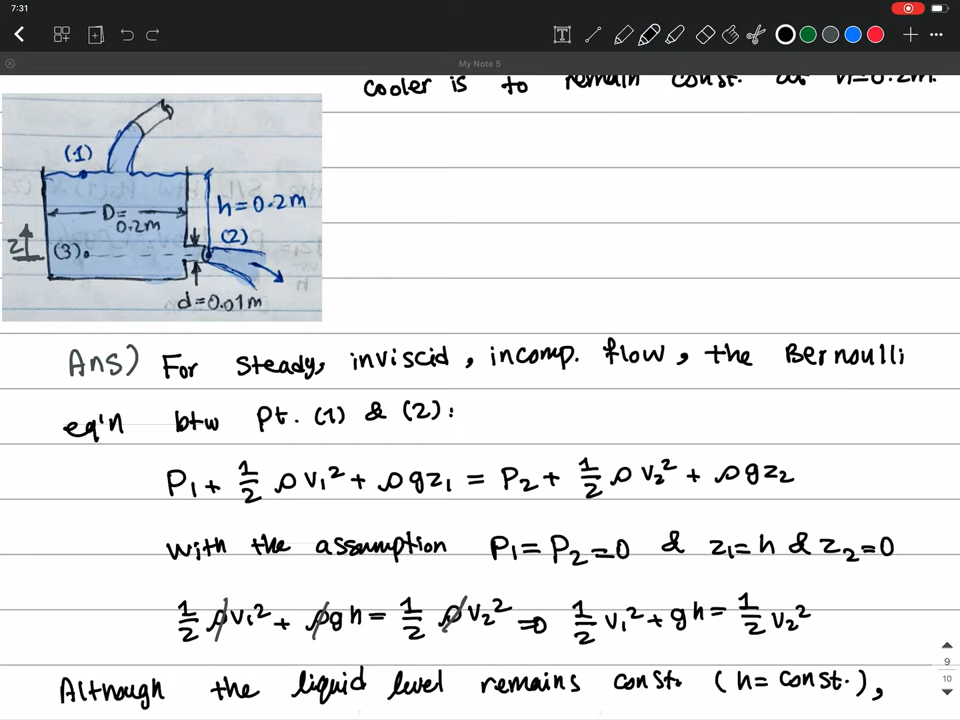 7:31
My Note 5
cooler is to remain const. at h=0.2m.
(1)
D=
0.2m
h=0.2m
(2)
z
(3)
d=0.01m
Ans) For steady, inviscid, incomp. flow, the Bernoulli
eq'n btw Pt. (1) & (2):
P₁ + 1/2 ρ v₁² + ρgz₁ = P₂ + 1/2 ρ v₂² + ρgz₂
with the assumption P₁ = P₂ = 0 & z₁ = h & z₂ = 0
1/2 ρv₁² + ρgh = 1/2 ρv₂² ⇒ 1/2 v₁² + gh = 1/2 v₂²
Although the liquid level remains const. (h = const.),
9
10